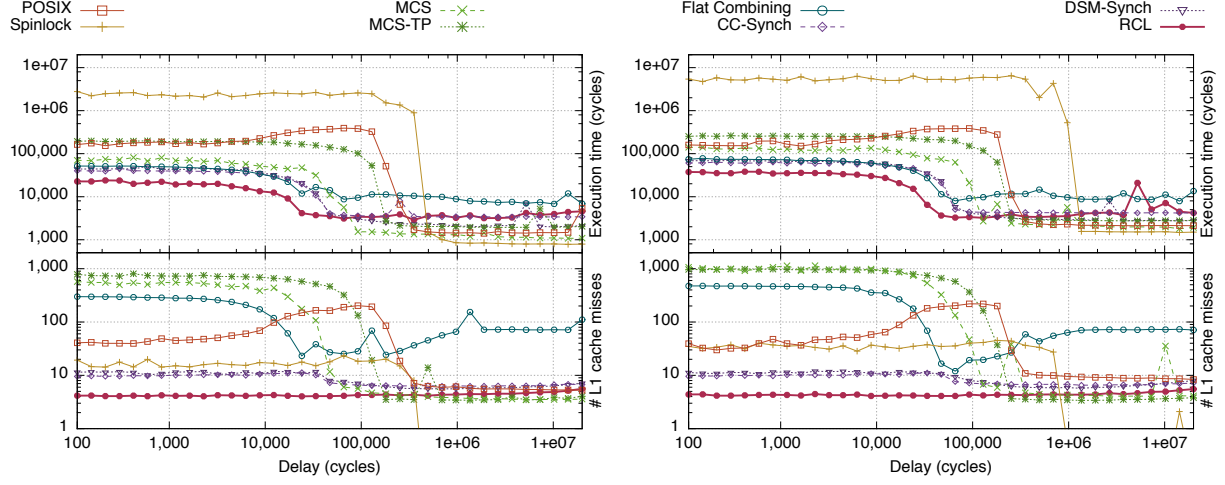 POSIX
Spinlock
MCS
MCS-TP
Flat Combining
CC-Synch
DSM-Synch
RCL
1e+07
1e+06
100,000
10,000
1,000
Execution time (cycles)
1,000
100
10
1
# L1 cache misses
100 1,000 10,000 100,000 1e+06 1e+07
Delay (cycles)
1e+07
1e+06
100,000
10,000
1,000
Execution time (cycles)
1,000
100
10
1
# L1 cache misses
100 1,000 10,000 100,000 1e+06 1e+07
Delay (cycles)